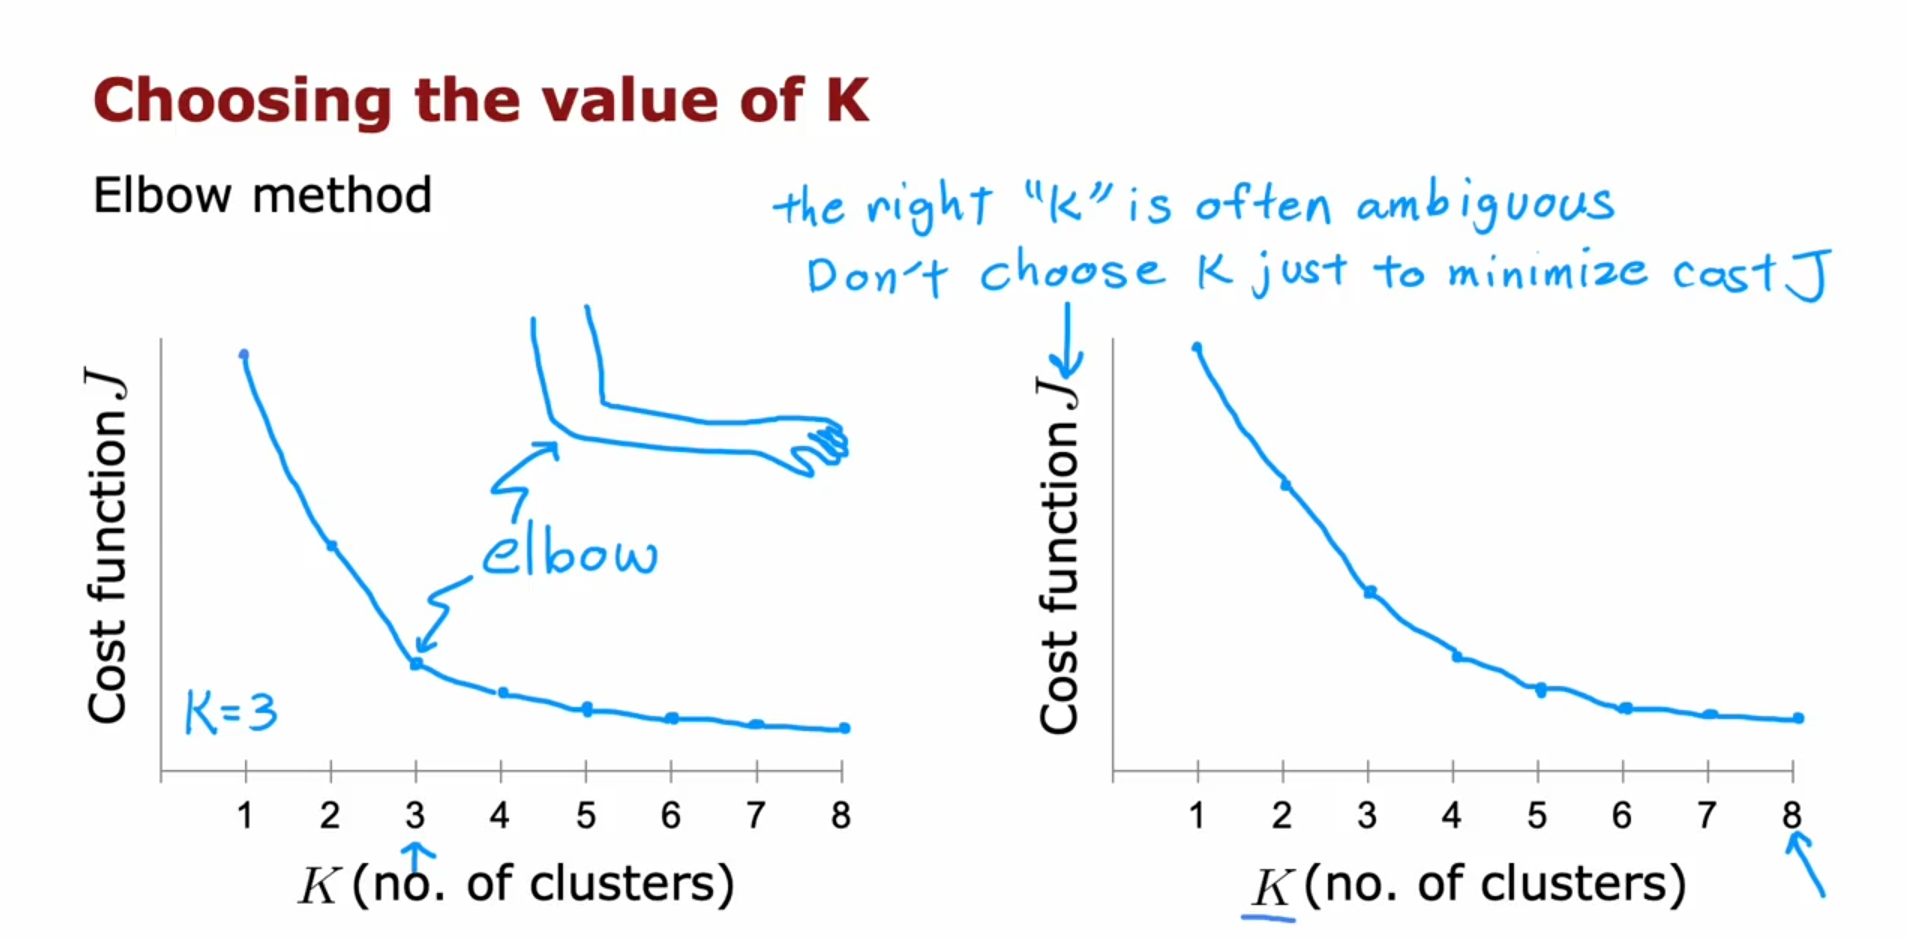 Choosing the value of K
Elbow method
the right "K" is often ambiguous
Don't choose K just to minimize cost J
Cost function J
elbow
K=3
1 2 3 4 5 6 7 8
K (no. of clusters)
Cost function J
1 2 3 4 5 6 7 8
K (no. of clusters)